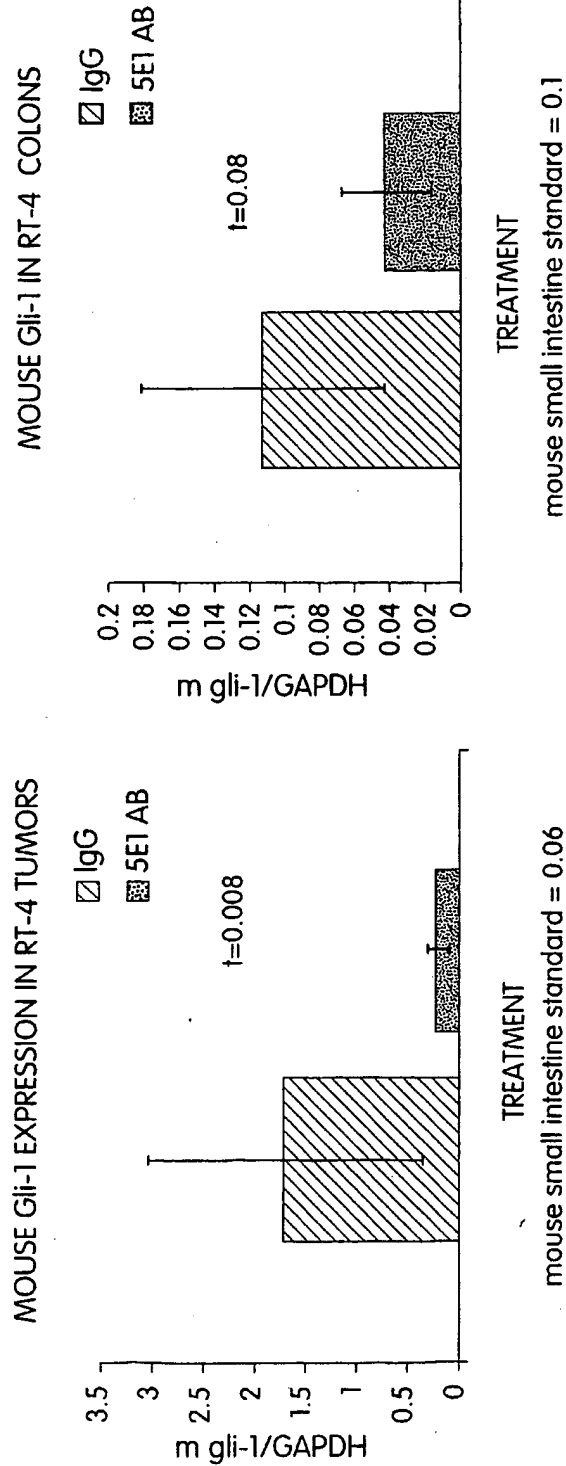 MOUSE Gli-1 EXPRESSION IN RT-4 TUMORS
IgG
5E1 AB
t=0.008
3.5
3
2.5
2
1.5
1
0.5
0
m gli-1/GAPDH
TREATMENT
mouse small intestine standard = 0.06
MOUSE Gli-1 IN RT-4 COLONS
IgG
5E1 AB
t=0.08
0.2
0.18
0.16
0.14
0.12
0.1
0.08
0.06
0.04
0.02
0
m gli-1/GAPDH
TREATMENT
mouse small intestine standard = 0.1